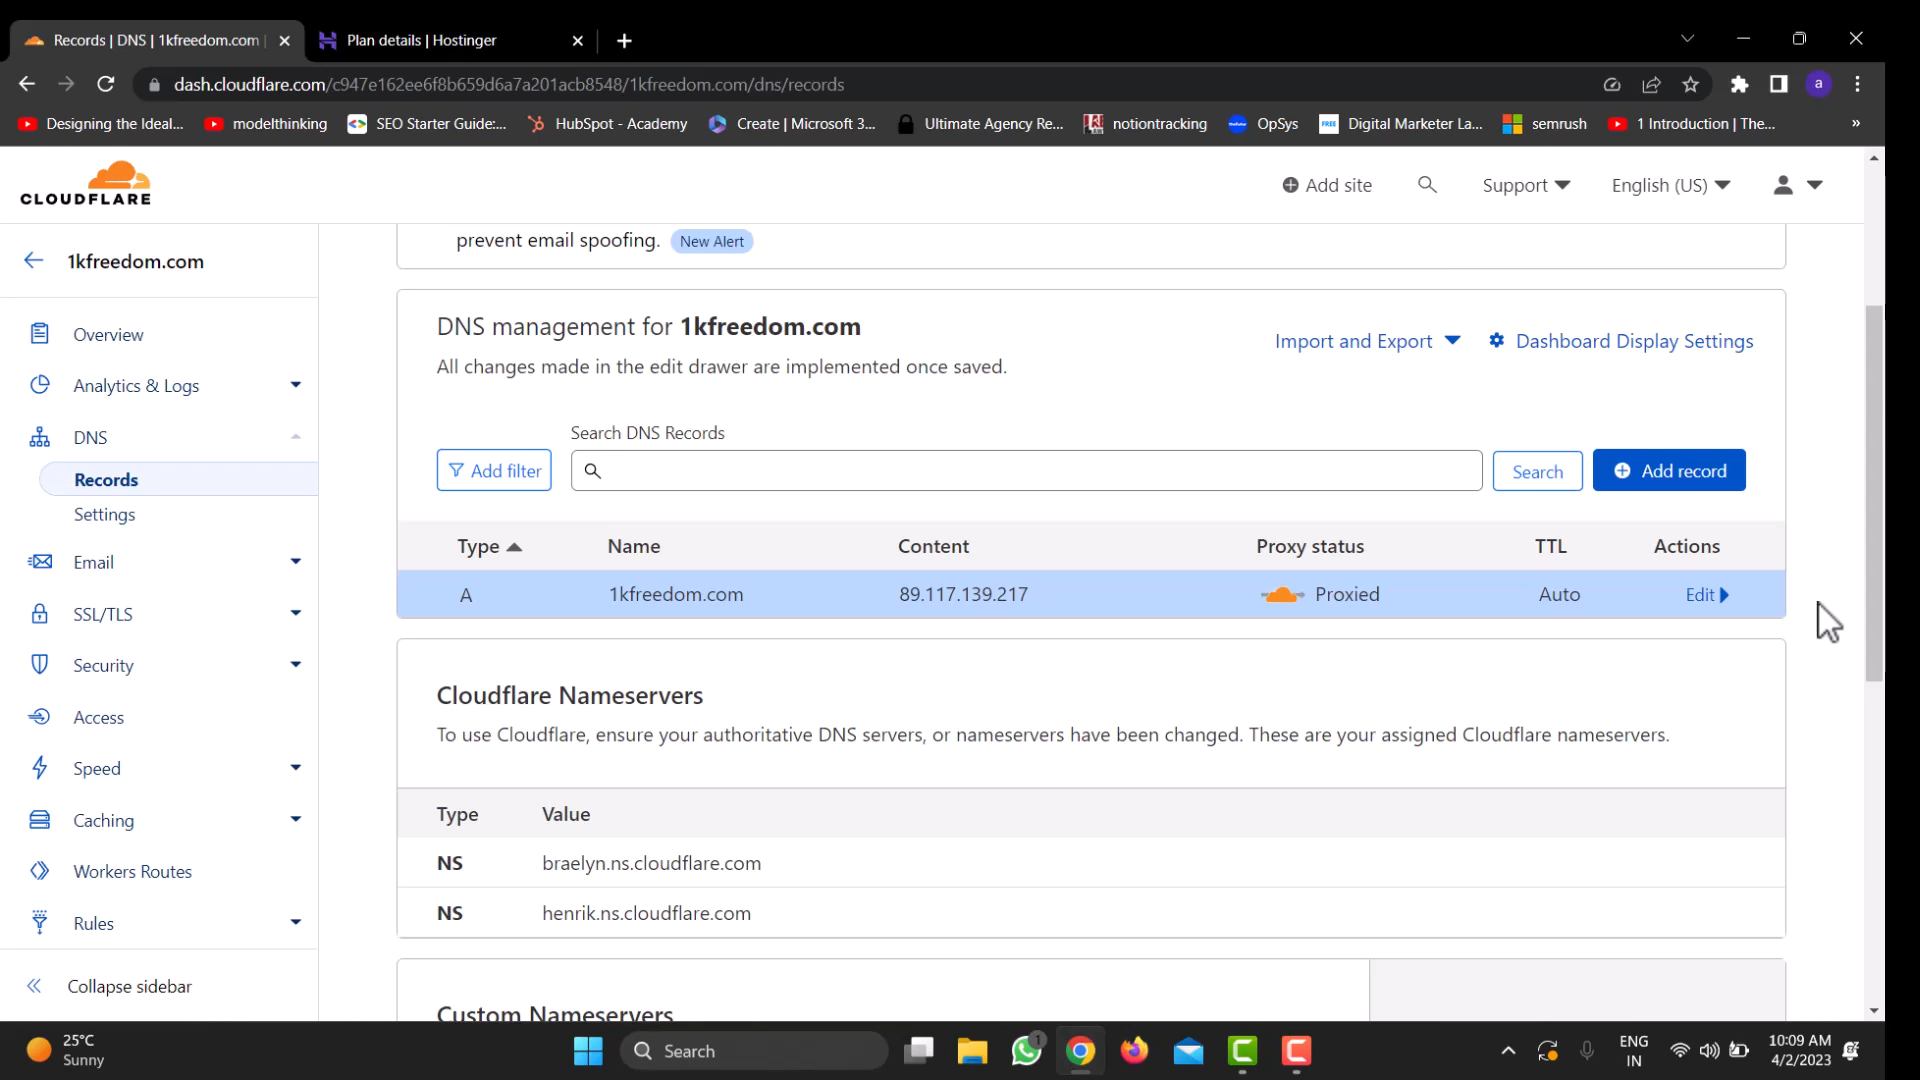 Records | DNS | 1kfreedom.com
Plan details | Hostinger
dash.cloudflare.com/c947e162ee6f8b659d6a7a201acb8548/1kfreedom.com/dns/records
a
Designing the Ideal...
modelthinking
SEO Starter Guide:...
HubSpot - Academy
Create | Microsoft 3...
Ultimate Agency Re...
notiontracking
OpSys
FREE
Digital Marketer La...
semrush
1 Introduction | The...
»
CLOUDFLARE
Add site
Support
English (US)
1kfreedom.com
Overview
Analytics & Logs
DNS
Records
Settings
Email
SSL/TLS
Security
Access
Speed
Caching
Workers Routes
Rules
Collapse sidebar
prevent email spoofing. New Alert
DNS management for 1kfreedom.com
All changes made in the edit drawer are implemented once saved.
Import and Export
Dashboard Display Settings
Search DNS Records
Add filter
Search
Add record
Type Name Content Proxy status TTL Actions
A 1kfreedom.com 89.117.139.217 Proxied Auto Edit
Cloudflare Nameservers
To use Cloudflare, ensure your authoritative DNS servers, or nameservers have been changed. These are your assigned Cloudflare nameservers.
Type Value
NS braelyn.ns.cloudflare.com
NS henrik.ns.cloudflare.com
Custom Nameservers
25°C
Sunny
Search
1
ENG
IN
10:09 AM
4/2/2023